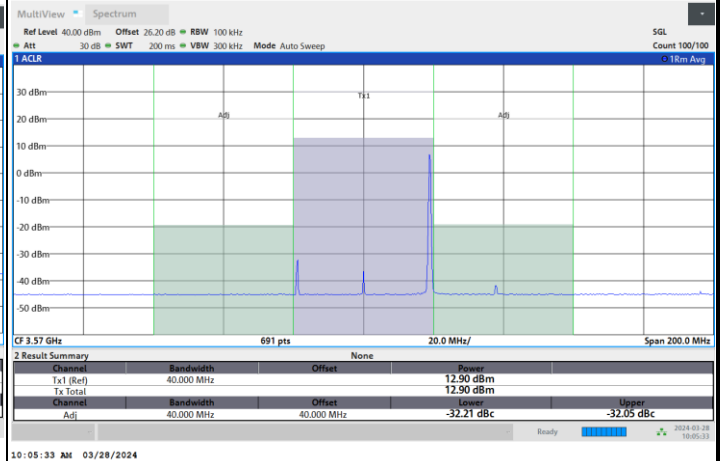 MultiView Spectrum
Ref Level 40.00 dBm Offset 26.20 dB RBW 100 kHz SGL
Att 30 dB SWT 200 ms VBW 300 kHz Mode Auto Sweep Count 100/100
1 ACLR 1Rm Avg
30 dBm
Tx1
20 dBm
Adj Adj
10 dBm
0 dBm
-10 dBm
-20 dBm
-30 dBm
-40 dBm
-50 dBm
CF 3.57 GHz 691 pts 20.0 MHz/ Span 200.0 MHz
2 Result Summary None
Channel Bandwidth Offset Power
Tx1 (Ref) 40.000 MHz 12.90 dBm
Tx Total 12.90 dBm
Channel Bandwidth Offset Lower Upper
Adj 40.000 MHz 40.000 MHz -32.21 dBc -32.05 dBc
Ready 2024-03-28
10:05:33
10:05:33 AM 03/28/2024